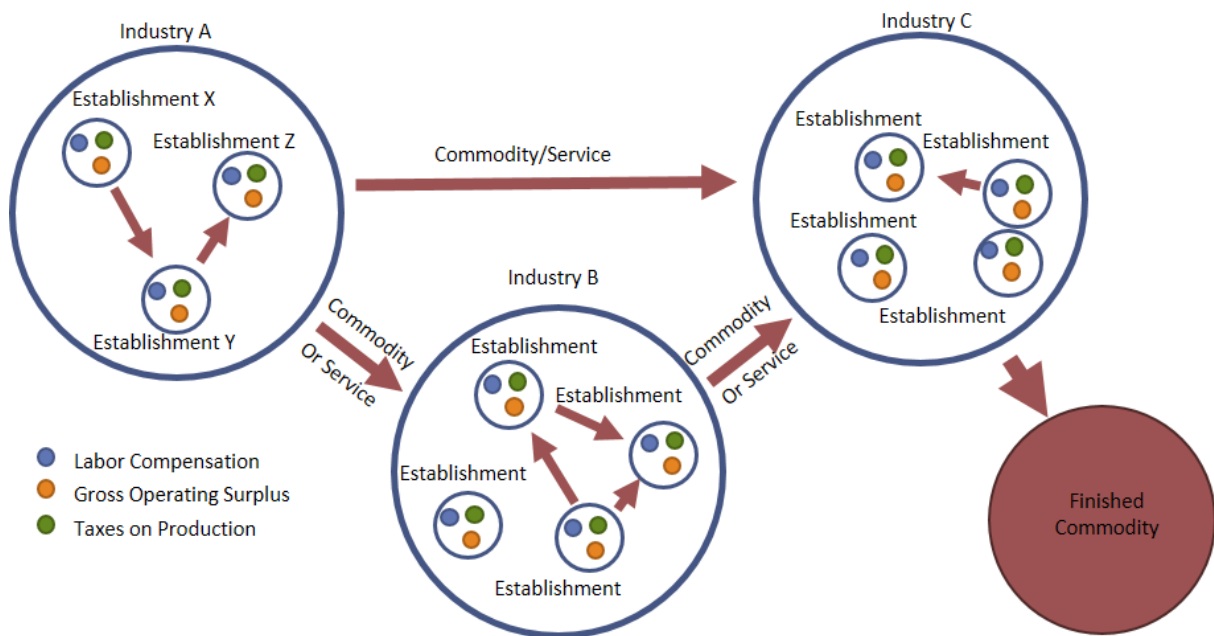 Industry A
Establishment X
Establishment Z
Establishment Y
Commodity/Service
Commodity
Or Service
Industry B
Establishment
Establishment
Establishment
Establishment
Commodity
Or Service
Industry C
Establishment
Establishment
Establishment
Establishment
Labor Compensation
Gross Operating Surplus
Taxes on Production
Finished
Commodity